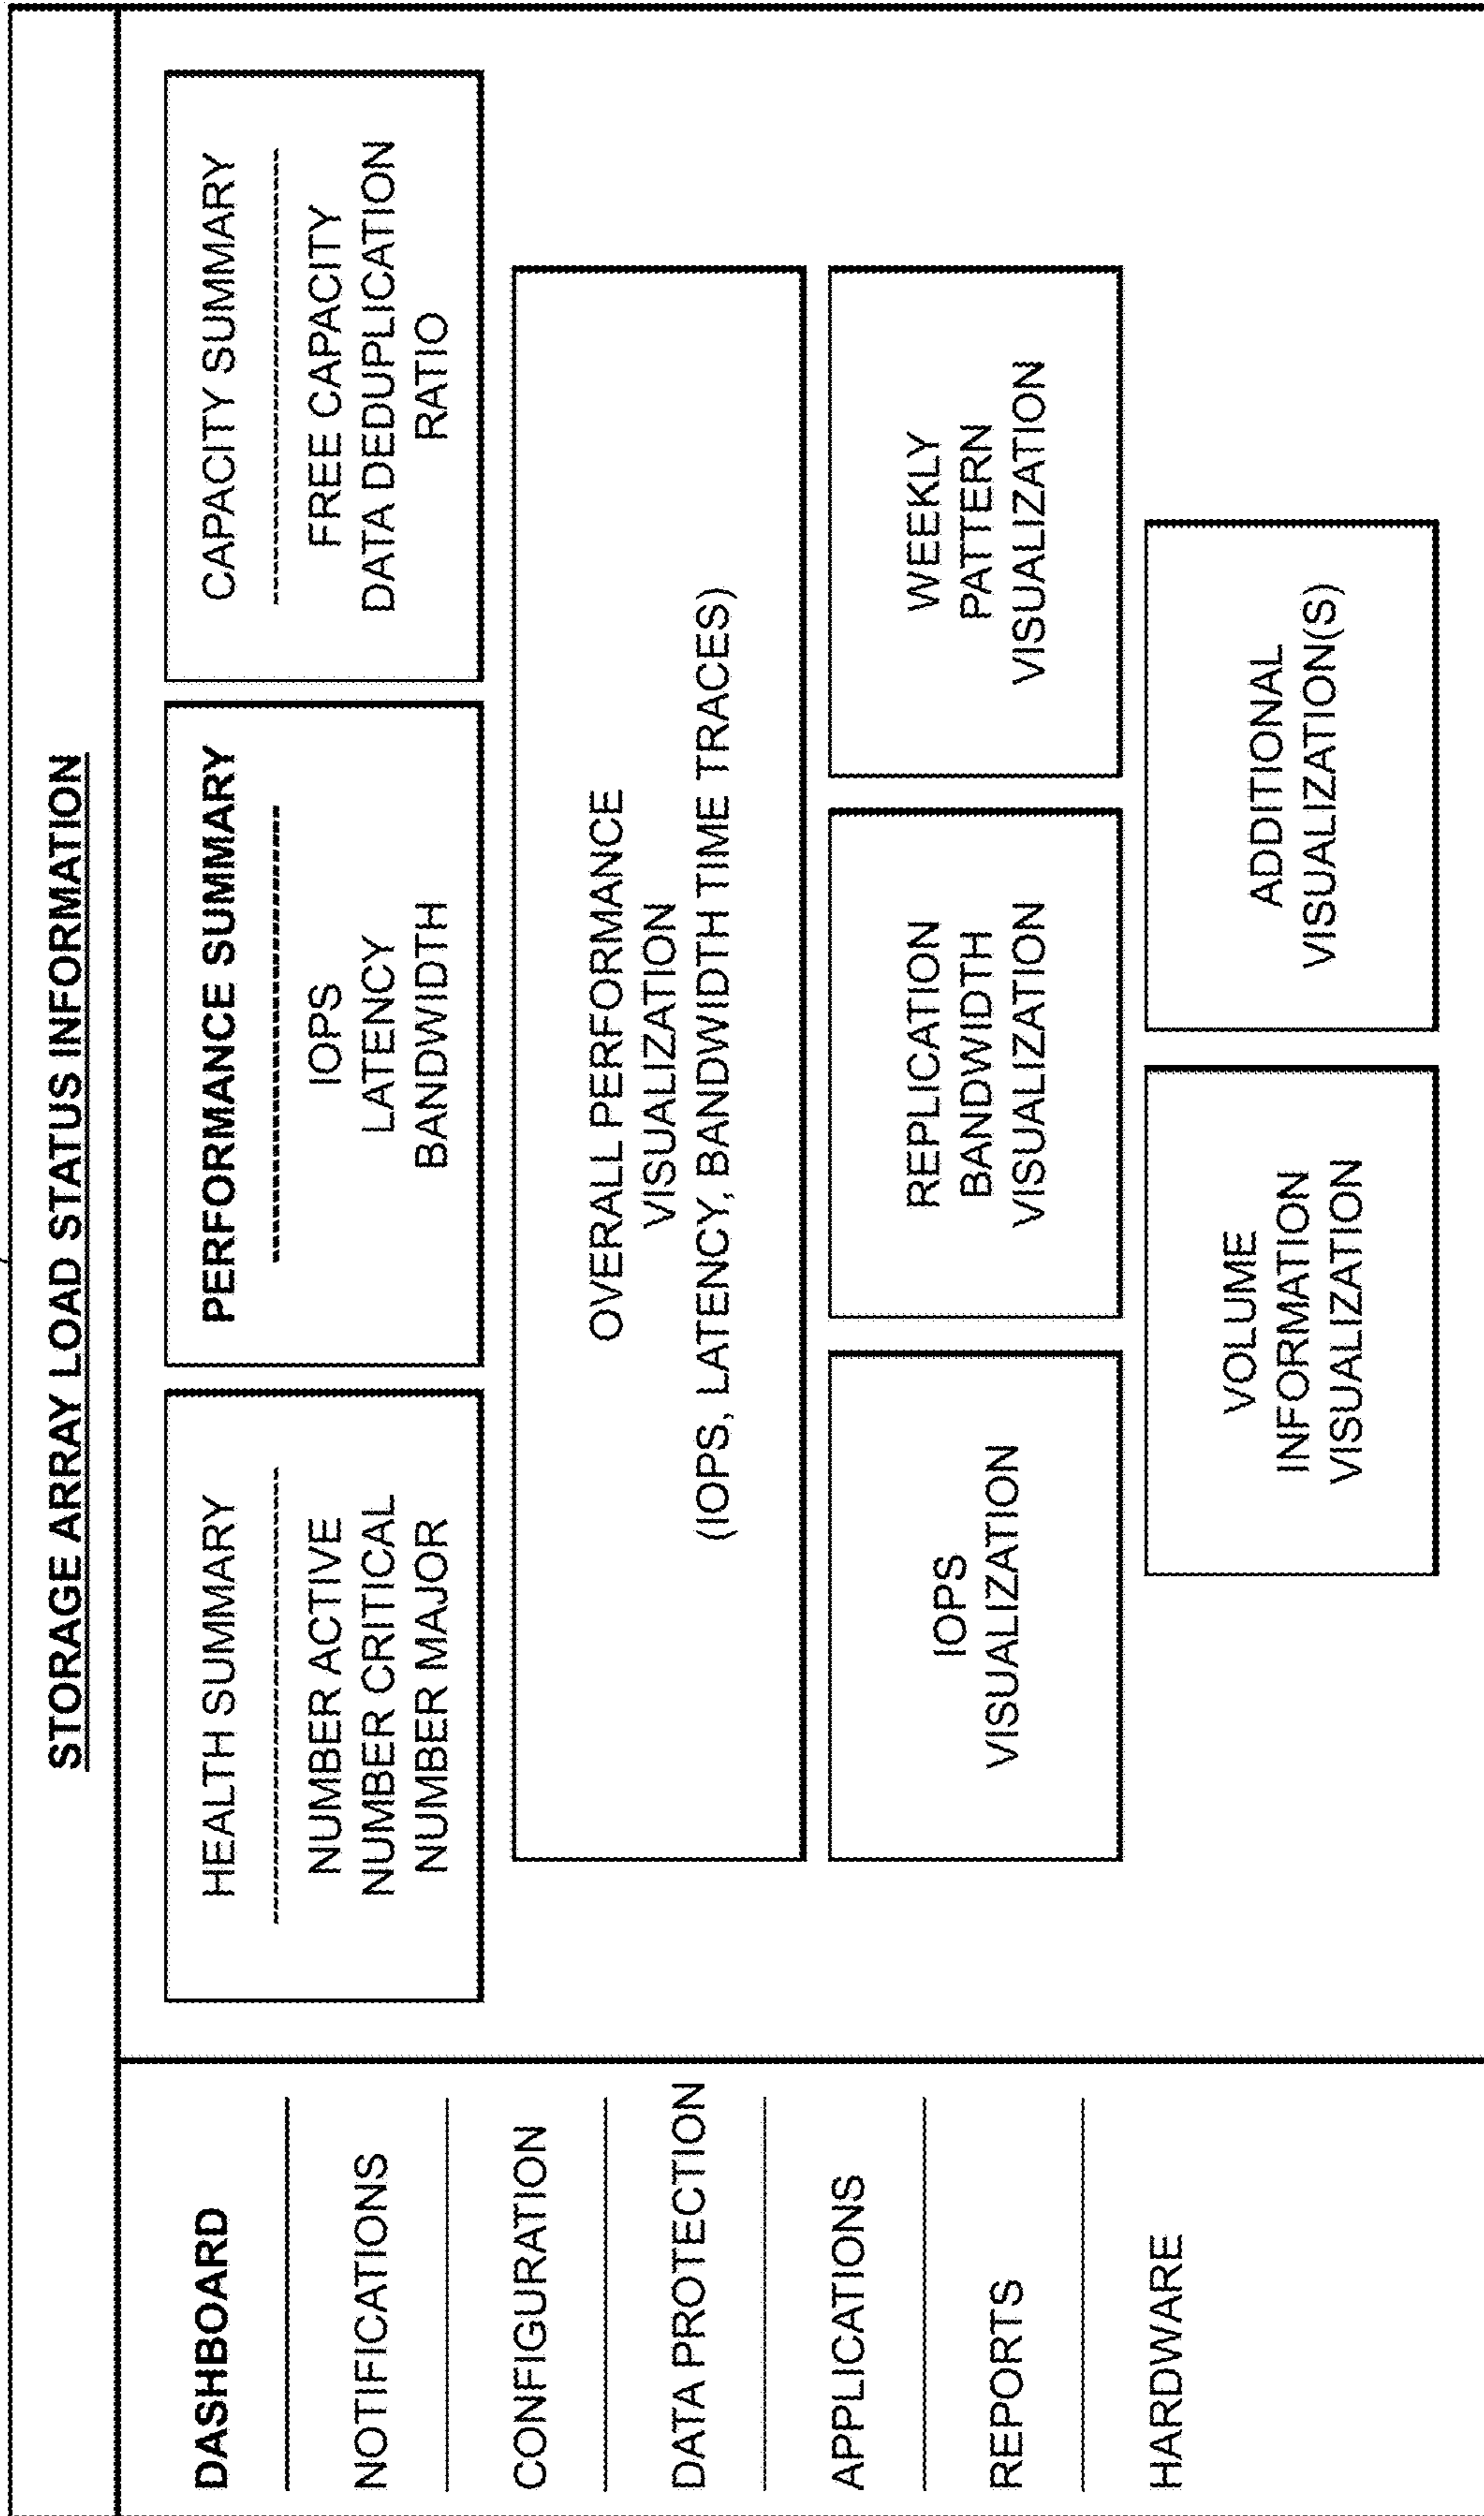 STORAGE ARRAY LOAD STATUS INFORMATION
DASHBOARD
NOTIFICATIONS
CONFIGURATION
DATA PROTECTION
APPLICATIONS
REPORTS
HARDWARE
HEALTH SUMMARY
NUMBER ACTIVE
NUMBER CRITICAL
NUMBER MAJOR
PERFORMANCE SUMMARY
IOPS
LATENCY
BANDWIDTH
CAPACITY SUMMARY
FREE CAPACITY
DATA DEDUPLICATION
RATIO
OVERALL PERFORMANCE
VISUALIZATION
(IOPS, LATENCY, BANDWIDTH TIME TRACES)
IOPS
VISUALIZATION
REPLICATION
BANDWIDTH
VISUALIZATION
WEEKLY
PATTERN
VISUALIZATION
VOLUME
INFORMATION
VISUALIZATION
ADDITIONAL
VISUALIZATION(S)